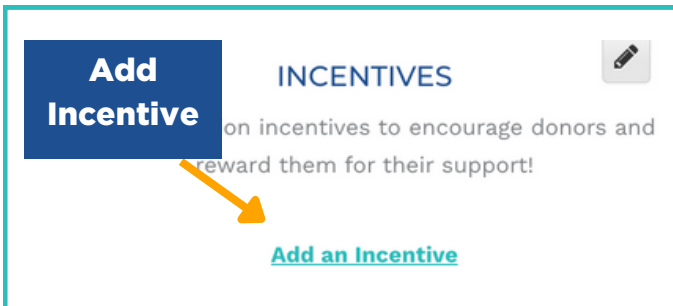 Add
Incentive
INCENTIVES
on incentives to encourage donors and
reward them for their support!
Add an Incentive